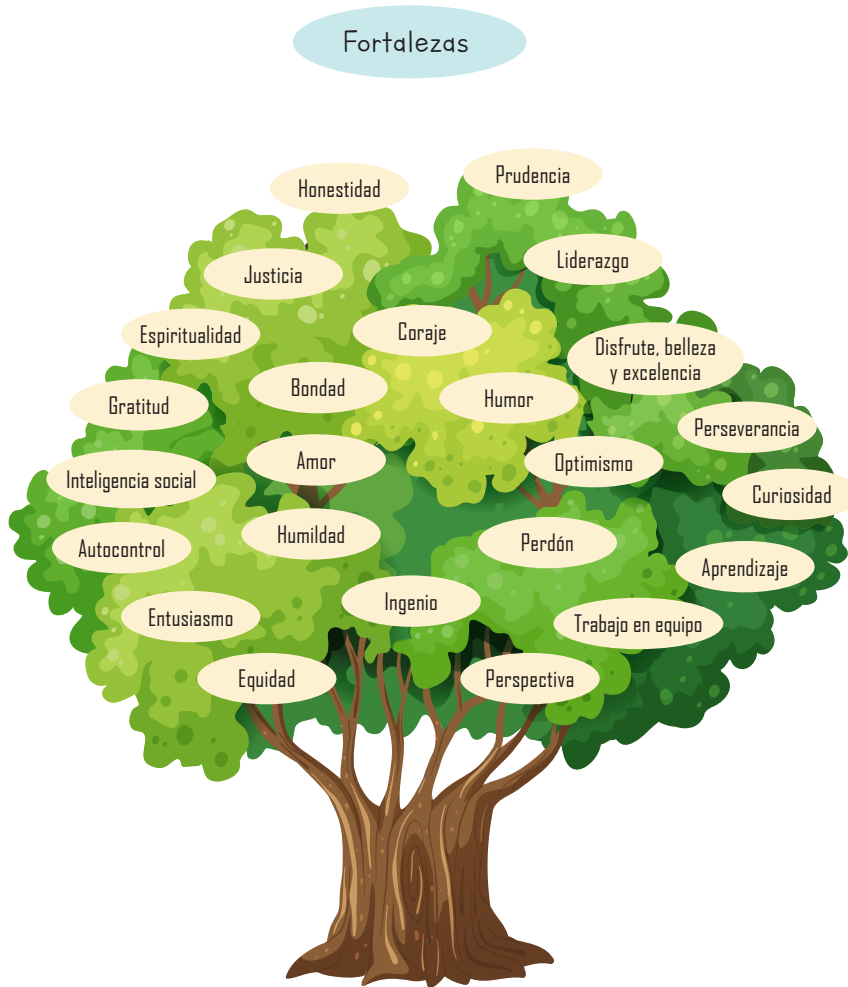 Fortalezas
Honestidad
Prudencia
Justicia
Liderazgo
Espiritualidad
Coraje
Disfrute, belleza
y excelencia
Bondad
Humor
Gratitud
Perseverancia
Amor
Optimismo
Inteligencia social
Curiosidad
Humildad
Perdón
Autocontrol
Aprendizaje
Ingenio
Entusiasmo
Trabajo en equipo
Equidad
Perspectiva